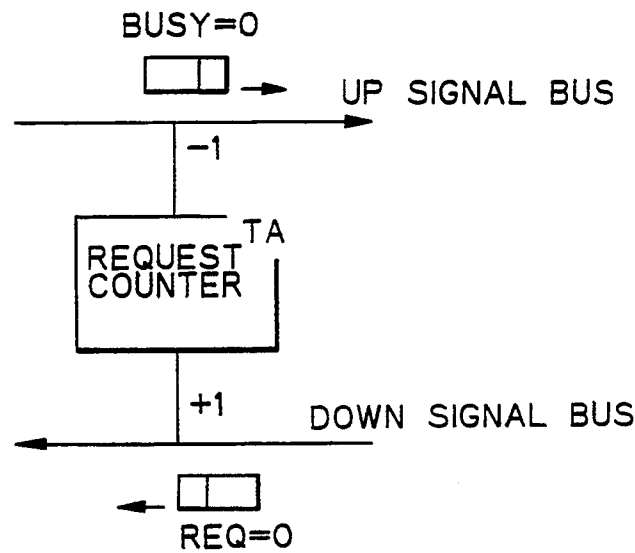 BUSY=0
UP SIGNAL BUS
-1
TA
REQUEST
COUNTER
+1
DOWN SIGNAL BUS
REQ=0